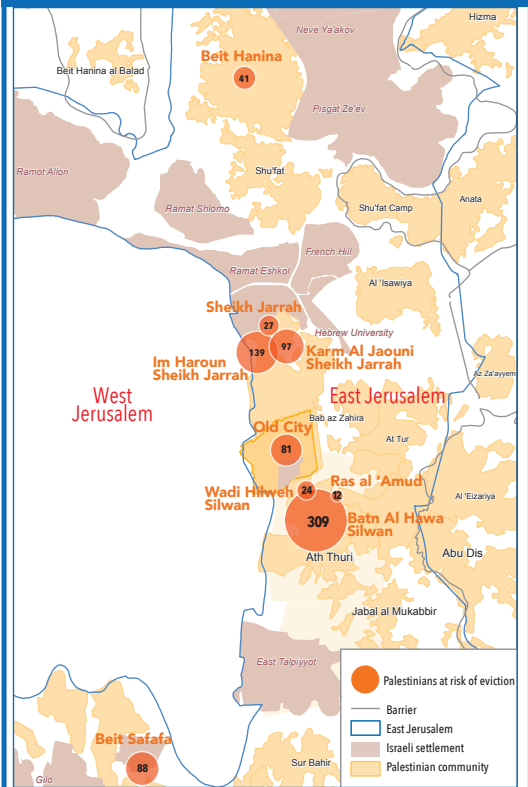 Hizma
Neve Ya'akov
Beit Hanina
Beit Hanina al Balad
41
Pisgat Ze'ev
Ramot Allon
Shu'fat
Anata
Ramat Shlomo
Shu'fat Camp
French Hill
Ramat Eshkol
Al 'Isawiya
Sheikh Jarrah
27
Hebrew University
139
97
Karm Al Jaouni
Sheikh Jarrah
Im Haroun
Sheikh Jarrah
Az Za'ayyem
West
Jerusalem
East Jerusalem
Bab az Zahira
Old City
At Tur
81
Ras al 'Amud
Wadi Hilweh
Silwan
24
12
Al 'Eizariya
309
Batn Al Hawa
Silwan
Ath Thuri
Abu Dis
Jabal al Mukabbir
East Talpiyyot
Palestinians at risk of eviction
Barrier
East Jerusalem
Israeli settlement
Palestinian community
Beit Safafa
88
Sur Bahir
Gilo